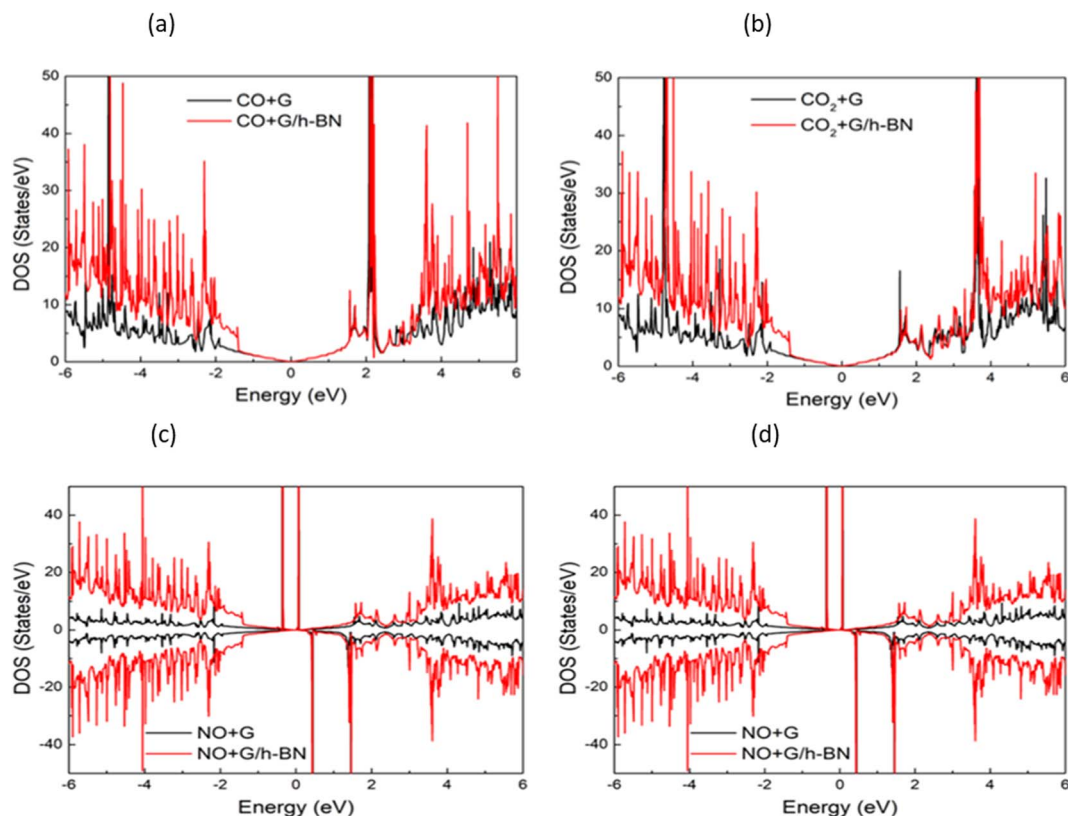 (a)
(b)
50
40
30
20
10
0
DOS (States/eV)
CO+G
CO+G/h-BN
-6 -4 -2 0 2 4 6
Energy (eV)
50
40
30
20
10
0
DOS (States/eV)
CO₂+G
CO₂+G/h-BN
-6 -4 -2 0 2 4 6
Energy (eV)
(c)
(d)
40
20
0
-20
-40
DOS (States/eV)
NO+G
NO+G/h-BN
-6 -4 -2 0 2 4 6
Energy (eV)
40
20
0
-20
-40
DOS (States/eV)
NO+G
NO+G/h-BN
-6 -4 -2 0 2 4 6
Energy (eV)